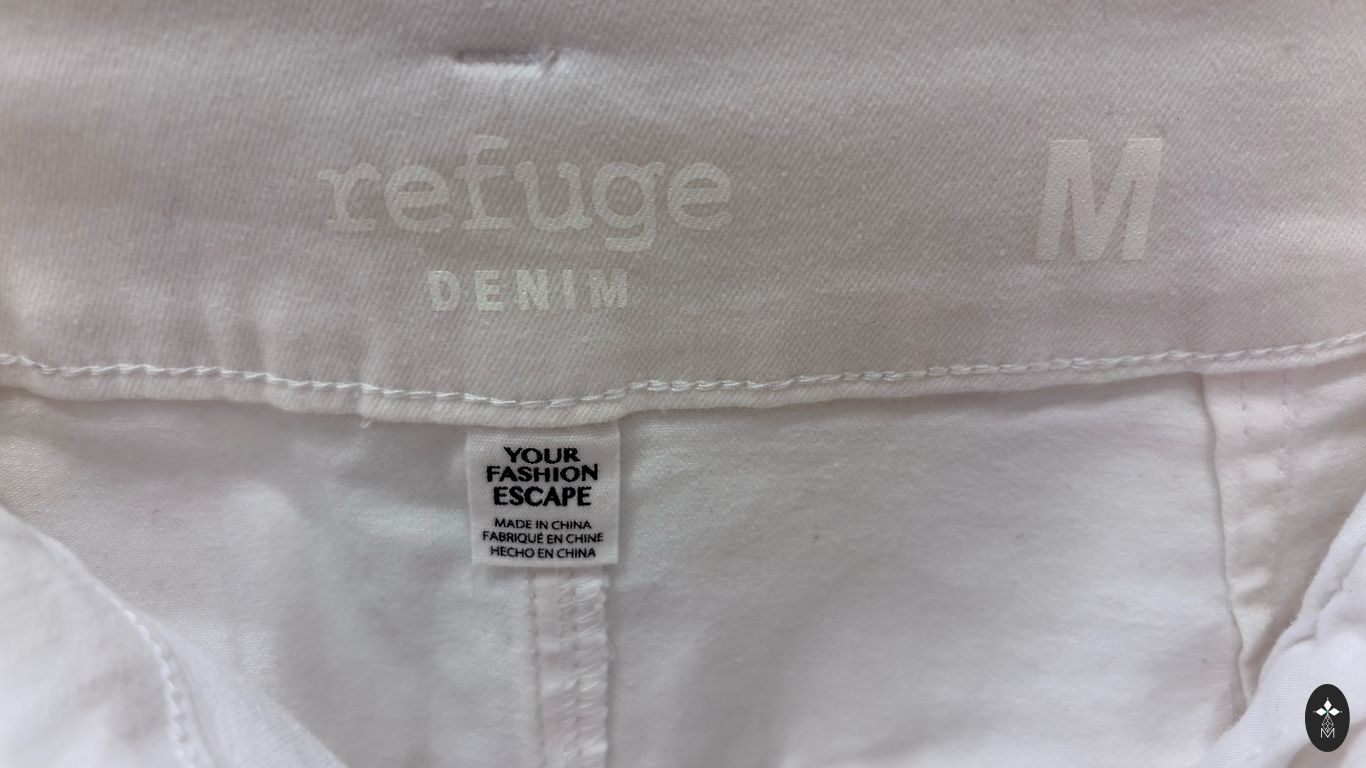 refuge
DENIM
M
YOUR
FASHION
ESCAPE
MADE IN CHINA
FABRIQUÉ EN CHINE
HECHO EN CHINA
M